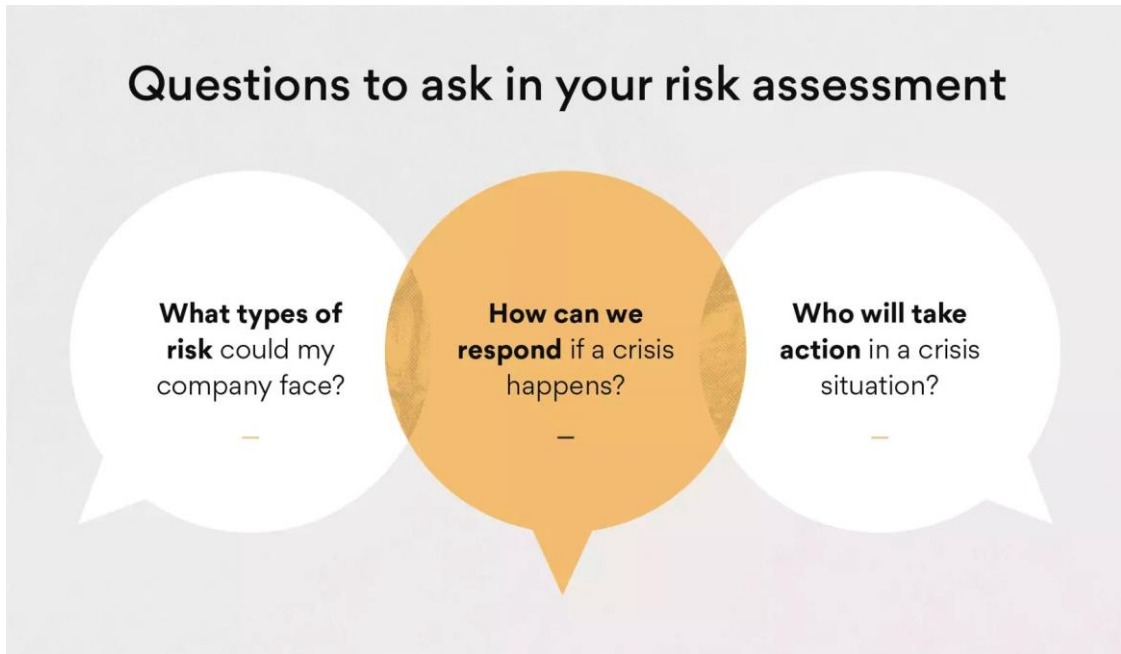 Questions to ask in your risk assessment
What types of
risk could my
company face?
How can we
respond if a crisis
happens?
Who will take
action in a crisis
situation?